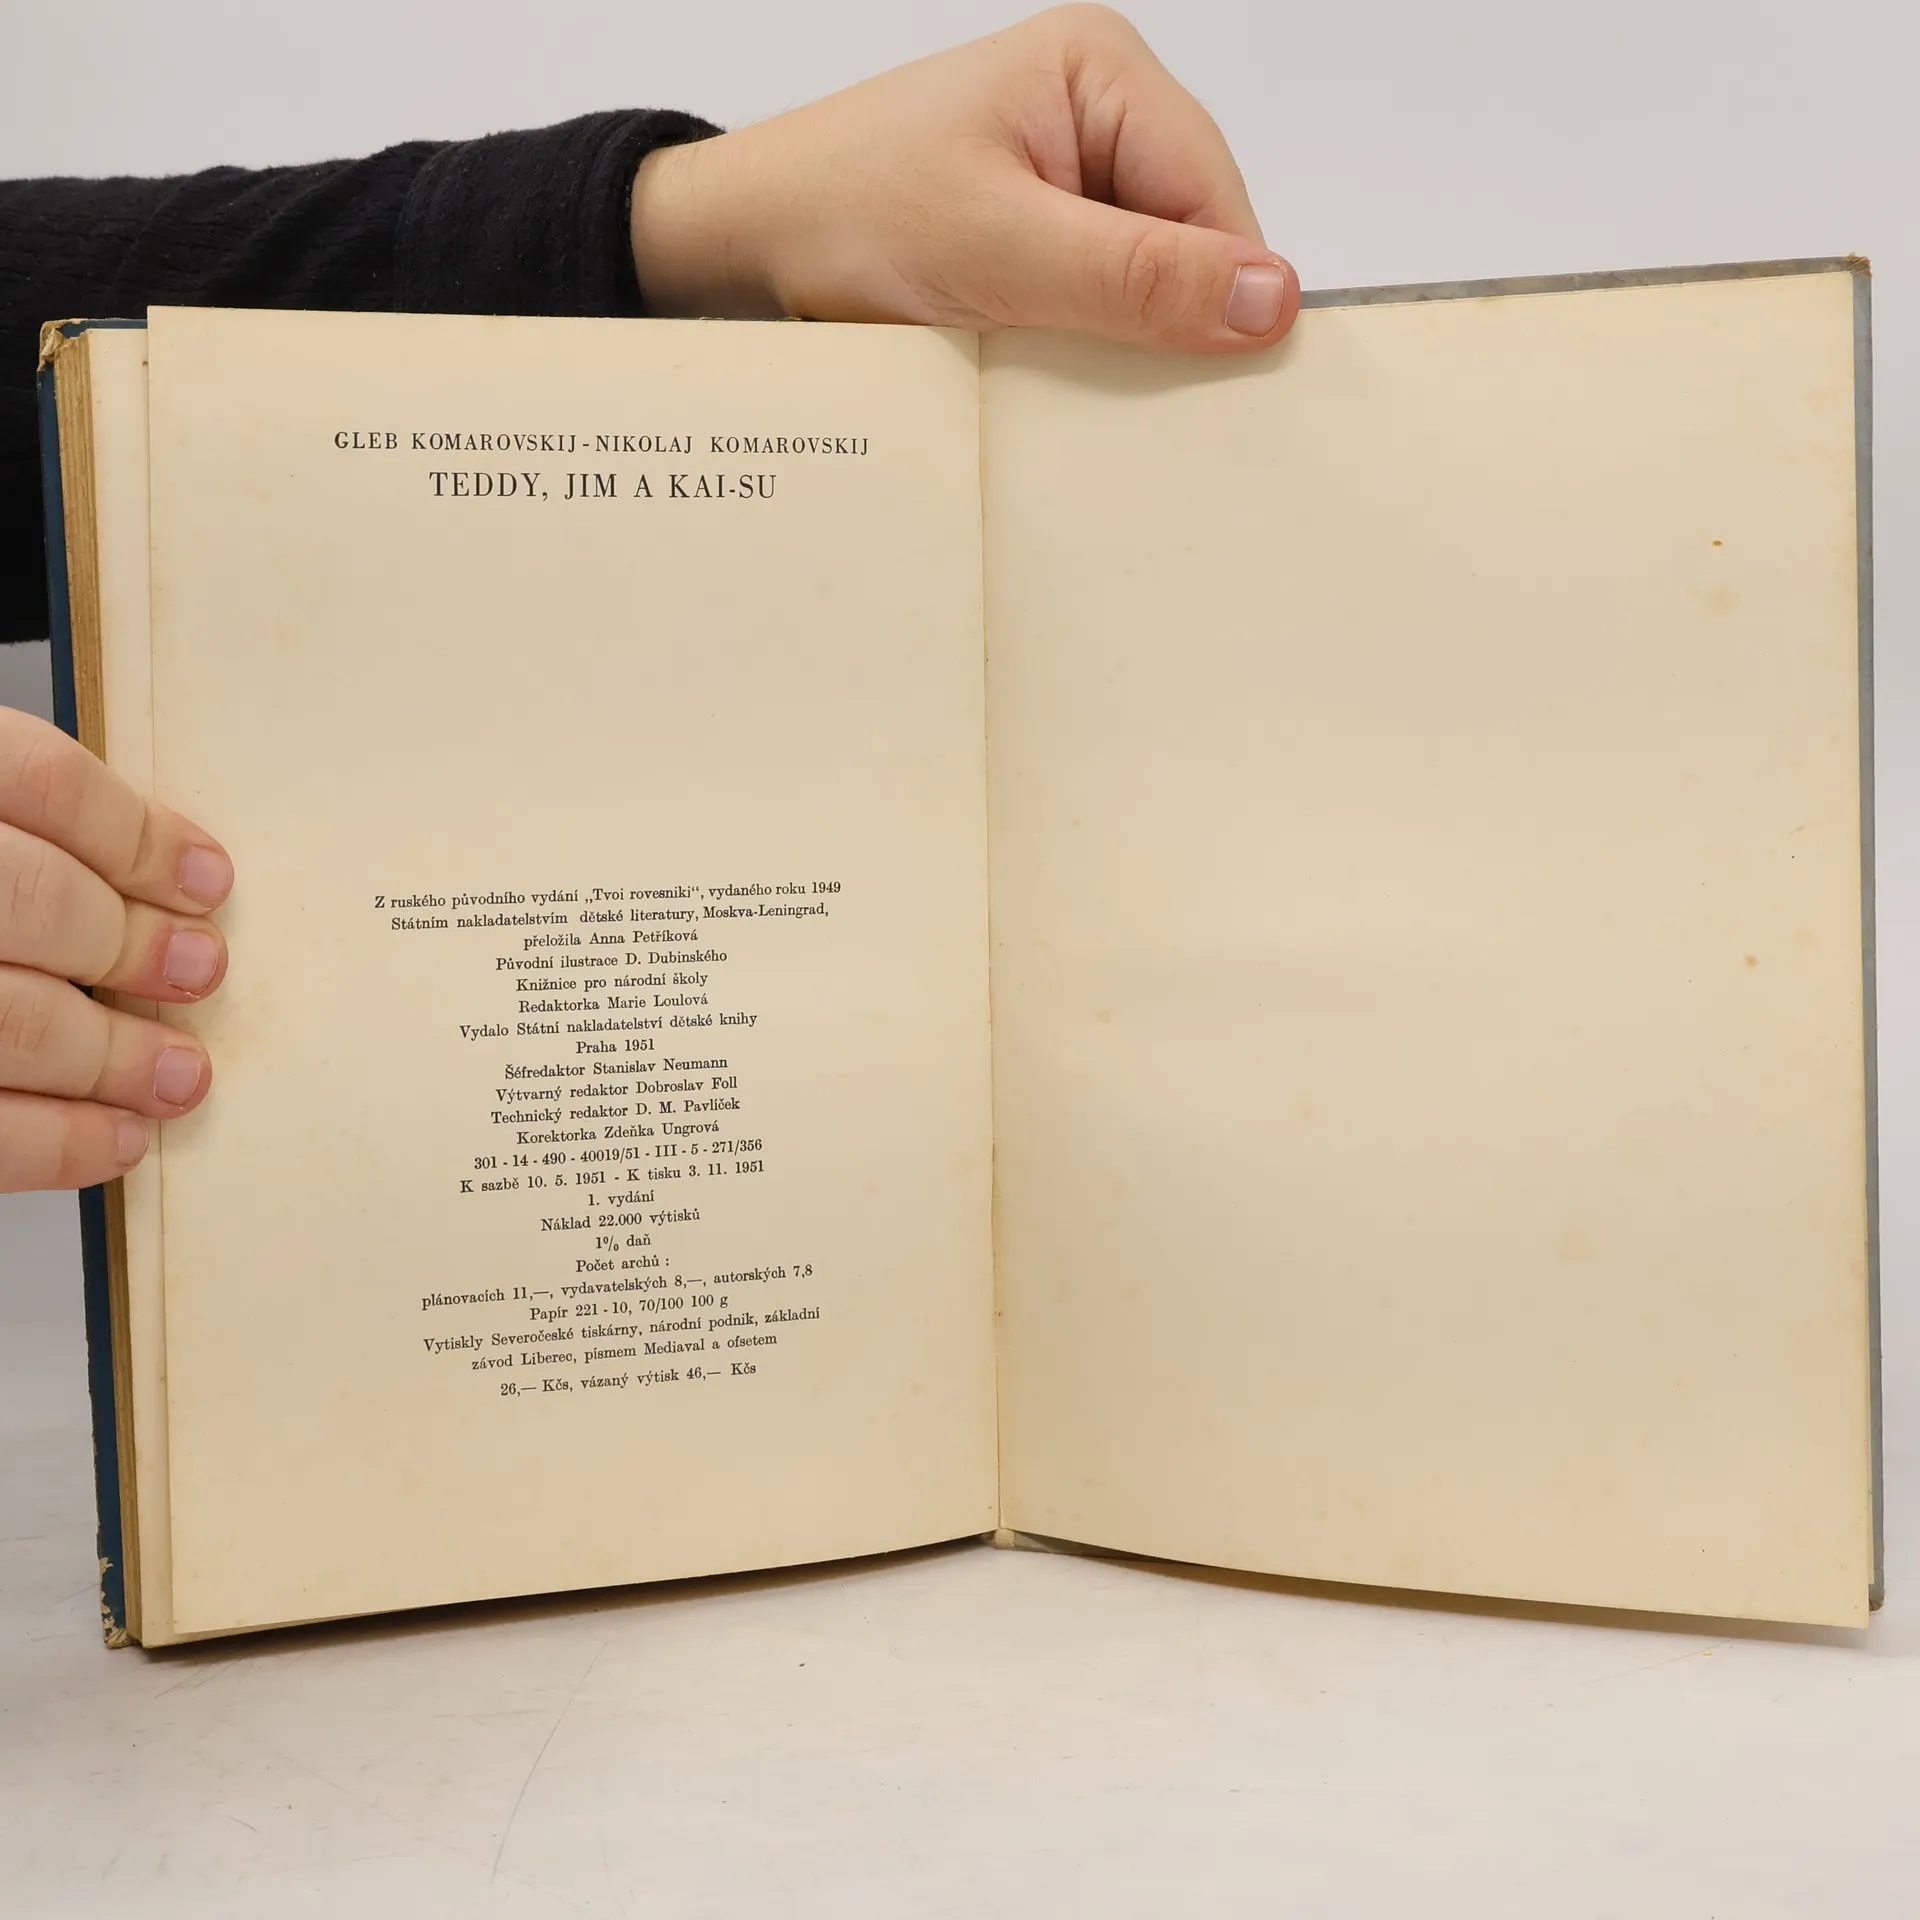 GLEB KOMAROVSKIJ - NIKOLAJ KOMAROVSKIJ
TEDDY, JIM A KAI-SU
Z ruského původního vydání „Tvoi rovesniki“, vydaného roku 1949
Státním nakladatelstvím dětské literatury, Moskva-Leningrad,
přeložila Anna Petříková
Původní ilustrace D. Dubinského
Knižnice pro národní školy
Redaktorka Marie Loulová
Vydalo Státní nakladatelství dětské knihy
Praha 1951
Šéfredaktor Stanislav Neumann
Výtvarný redaktor Dobroslav Foll
Technický redaktor D. M. Pavlíček
Korektorka Zdeňka Ungrová
301 - 14 - 490 - 40019/51 - III - 5 - 271/356
K sazbě 10. 5. 1951 - K tisku 3. 11. 1951
1. vydání
Náklad 22.000 výtisků
1% daň
Počet archů :
plánovacích 11,—, vydavatelských 8,—, autorských 7,8
Papír 221 - 10, 70/100 100 g
Vytiskly Severočeské tiskárny, národní podnik, základní
závod Liberec, písmem Mediaval a ofsetem
26,— Kčs, vázaný výtisk 46,— Kčs